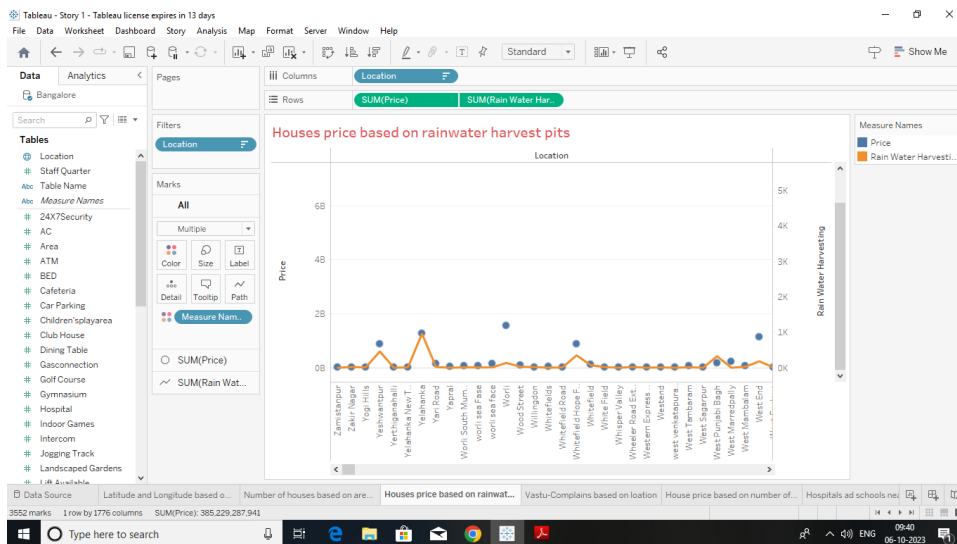 Tableau - Story 1 - Tableau license expires in 13 days
File Data Worksheet Dashboard Story Analysis Map Format Server Window Help
Standard
Show Me
Data Analytics
Bangalore
Search
Tables
Location
Staff Quarter
Abc Table Name
Abc Measure Names
24X7Security
AC
Area
ATM
BED
Cafeteria
Car Parking
Children'splayarea
Club House
Dining Table
Gasconnection
Golf Course
Gymnasium
Hospital
Indoor Games
Intercom
Jogging Track
Landscaped Gardens
Lift Available
Pages
Filters
Location
Marks
All
Multiple
Color Size Label
Detail Tooltip Path
Measure Nam..
SUM(Price)
SUM(Rain Wat...
Columns Location
Rows SUM(Price) SUM(Rain Water Har..
Houses price based on rainwater harvest pits
Location
Price
6B
4B
2B
0B
5K
4K
3K
2K
1K
0K
Rain Water Harvesting
Zamistanpur
Zakir Nagar
Yogi Hills
Yeshwantpur
Yerthiganahalli
Yelahanka New T...
Yelahanka
Yari Road
Yapral
Worli South Mum..
worli sea Fase
worli sea face
Worli
Wood Street
Willingdon
Whitefields
Whitefield Road
Whitefield Hope F...
Whitefield
White Field
Whisper Valley
Wheeler Road Ext..
Western Express ..
Westend
west venkatapura..
West Tambaram
West Sagarpur
West Punjabi Bagh
West Marredpally
West Mambalam
West End
Measure Names
Price
Rain Water Harvesti..
Data Source Latitude and Longitude based o... Number of houses based on are... Houses price based on rainwat... Vastu-Complains based on loation House price based on number of... Hospitals ad schools nea
3552 marks 1 row by 1776 columns SUM(Price): 385,229,287,941
Type here to search
ENG
09:40
06-10-2023